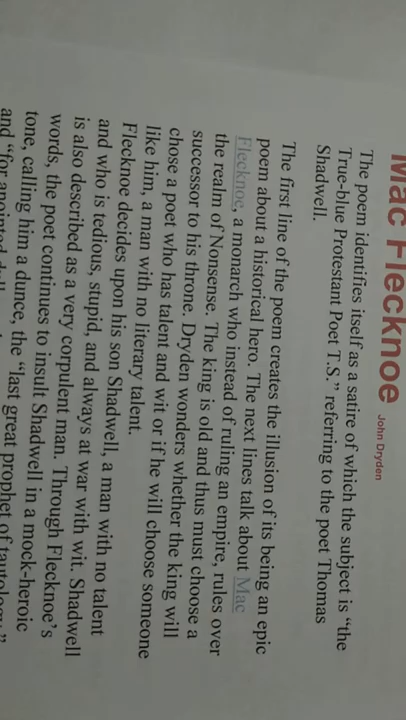 Mac Flecknoe John Dryden
The poem identifies itself as a satire of which the subject is “the
True-blue Protestant Poet T.S.” referring to the poet Thomas
Shadwell.
The first line of the poem creates the illusion of its being an epic
poem about a historical hero. The next lines talk about Mac
Flecknoe, a monarch who instead of ruling an empire, rules over
the realm of Nonsense. The king is old and thus must choose a
successor to his throne. Dryden wonders whether the king will
chose a poet who has talent and wit or if he will choose someone
like him, a man with no literary talent.
Flecknoe decides upon his son Shadwell, a man with no talent
and who is tedious, stupid, and always at war with wit. Shadwell
is also described as a very corpulent man. Through Flecknoe’s
words, the poet continues to insult Shadwell in a mock-heroic
tone, calling him a dunce, the “last great prophet of tautology,”
and “for anointed dull